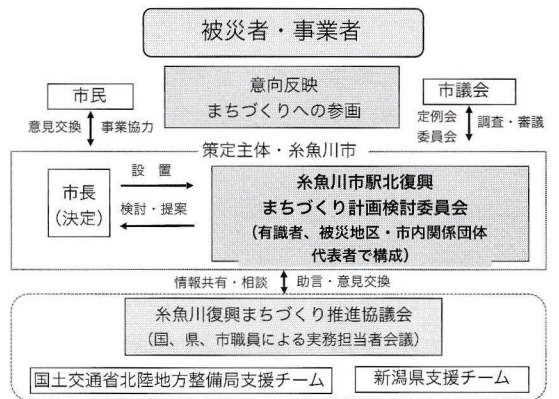 被災者・事業者
意向反映
まちづくりへの参画
市民
市議会
意見交換
事業協力
定例会
委員会
調査・審議
策定主体・糸魚川市
市長
(決定)
設 置
検討・提案
糸魚川市駅北復興
まちづくり計画検討委員会
(有識者、被災地区・市内関係団体
代表者で構成)
情報共有・相談
助言・意見交換
糸魚川復興まちづくり推進協議会
(国、県、市職員による実務担当者会議)
国土交通省北陸地方整備局支援チーム
新潟県支援チーム